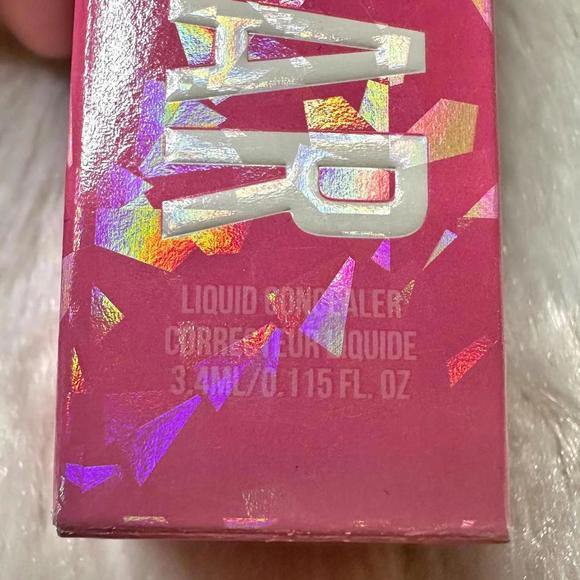 AR
LIQUID CONCEALER
CORRECTEUR LIQUIDE
3.4ML/0.115 FL. OZ